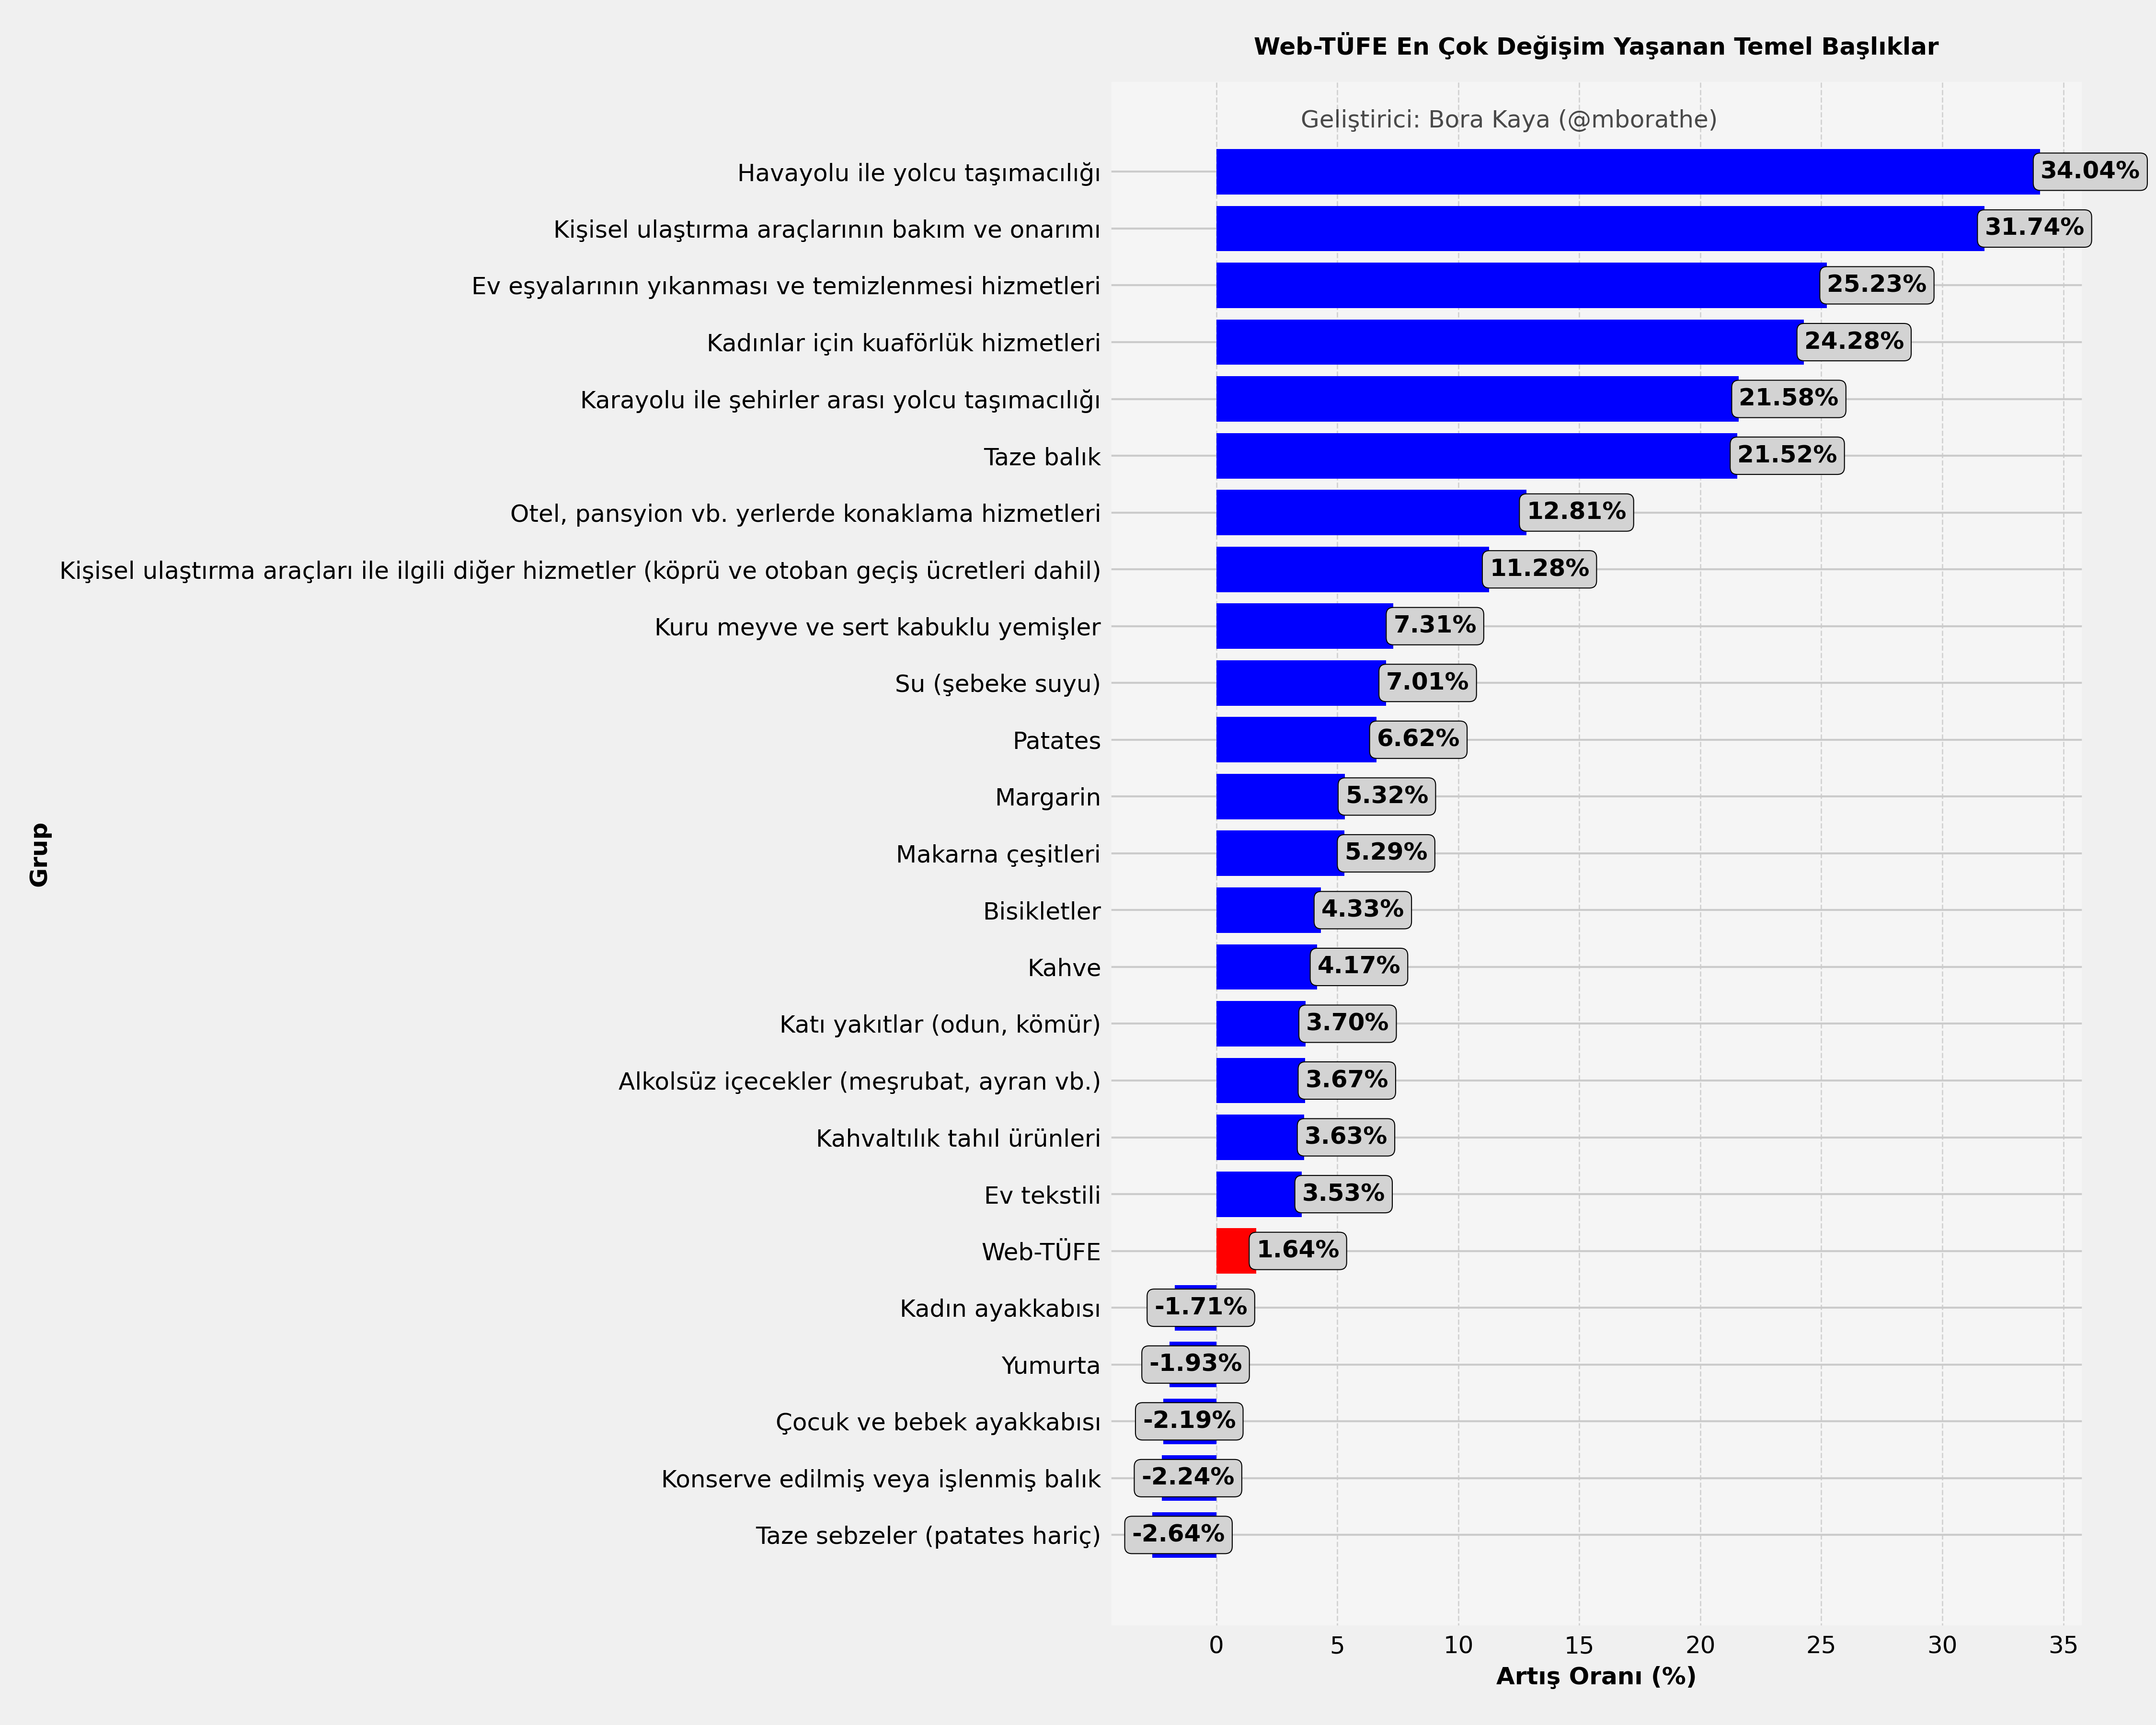 Web-TÜFE En Çok Değişim Yaşanan Temel Başlıklar
Geliştirici: Bora Kaya (@mborathe)
Havayolu ile yolcu taşımacılığı 34.04%
Kişisel ulaştırma araçlarının bakım ve onarımı 31.74%
Ev eşyalarının yıkanması ve temizlenmesi hizmetleri 25.23%
Kadınlar için kuaförlük hizmetleri 24.28%
Karayolu ile şehirler arası yolcu taşımacılığı 21.58%
Taze balık 21.52%
Otel, pansyion vb. yerlerde konaklama hizmetleri 12.81%
Kişisel ulaştırma araçları ile ilgili diğer hizmetler (köprü ve otoban geçiş ücretleri dahil) 11.28%
Kuru meyve ve sert kabuklu yemişler 7.31%
Su (şebeke suyu) 7.01%
Patates 6.62%
Margarin 5.32%
Makarna çeşitleri 5.29%
Bisikletler 4.33%
Kahve 4.17%
Katı yakıtlar (odun, kömür) 3.70%
Alkolsüz içecekler (meşrubat, ayran vb.) 3.67%
Kahvaltılık tahıl ürünleri 3.63%
Ev tekstili 3.53%
Web-TÜFE 1.64%
Kadın ayakkabısı -1.71%
Yumurta -1.93%
Çocuk ve bebek ayakkabısı -2.19%
Konserve edilmiş veya işlenmiş balık -2.24%
Taze sebzeler (patates hariç) -2.64%
Grup
0 5 10 15 20 25 30 35
Artış Oranı (%)